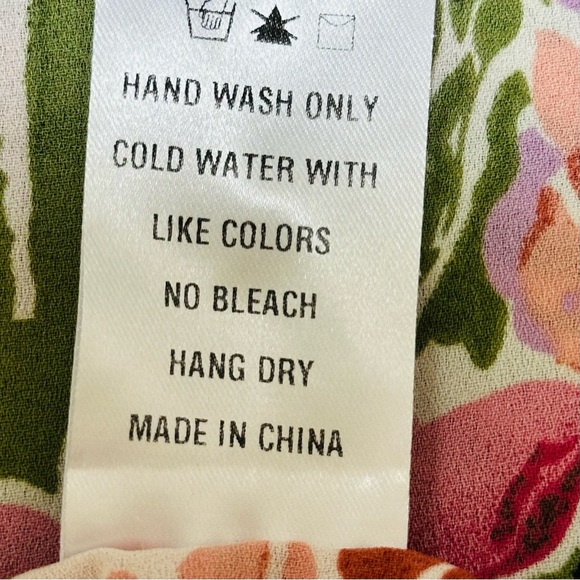 HAND WASH ONLY
COLD WATER WITH
LIKE COLORS
NO BLEACH
HANG DRY
MADE IN CHINA